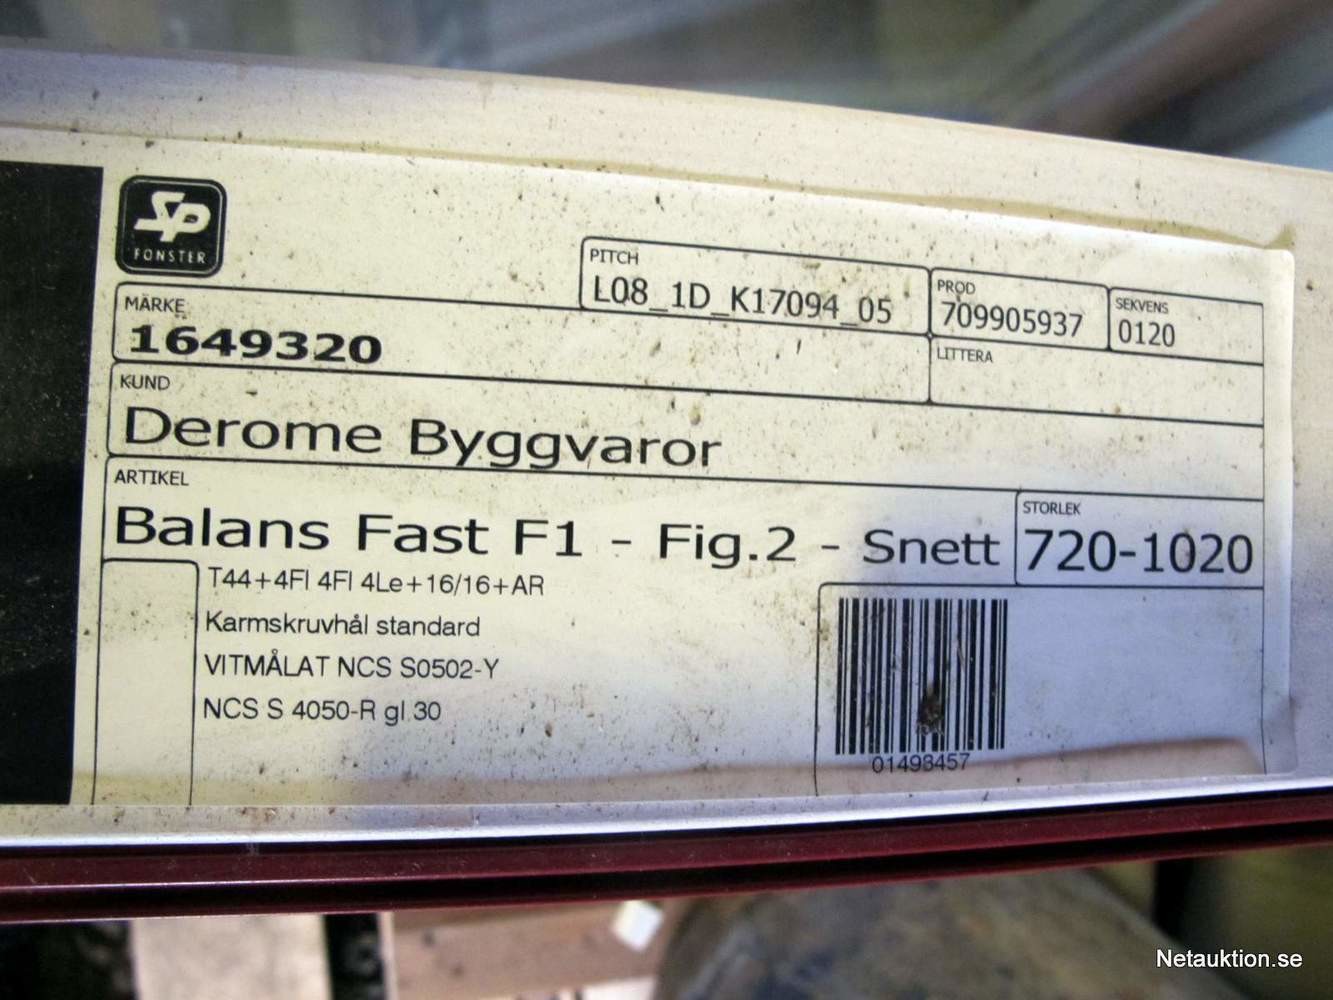 SP
FONSTER
PITCH
L08_1D_K17094_05
PROD
709905937
SEKVENS
0120
MÄRKE
1649320
LITTERA
KUND
Derome Byggvaror
ARTIKEL
Balans Fast F1 - Fig.2 - Snett
STORLEK
720-1020
T44+4Fl 4Fl 4Le+16/16+AR
Karmskruvhål standard
VITMÅLAT NCS S0502-Y
NCS S 4050-R gl 30
01493457
Netauktion.se